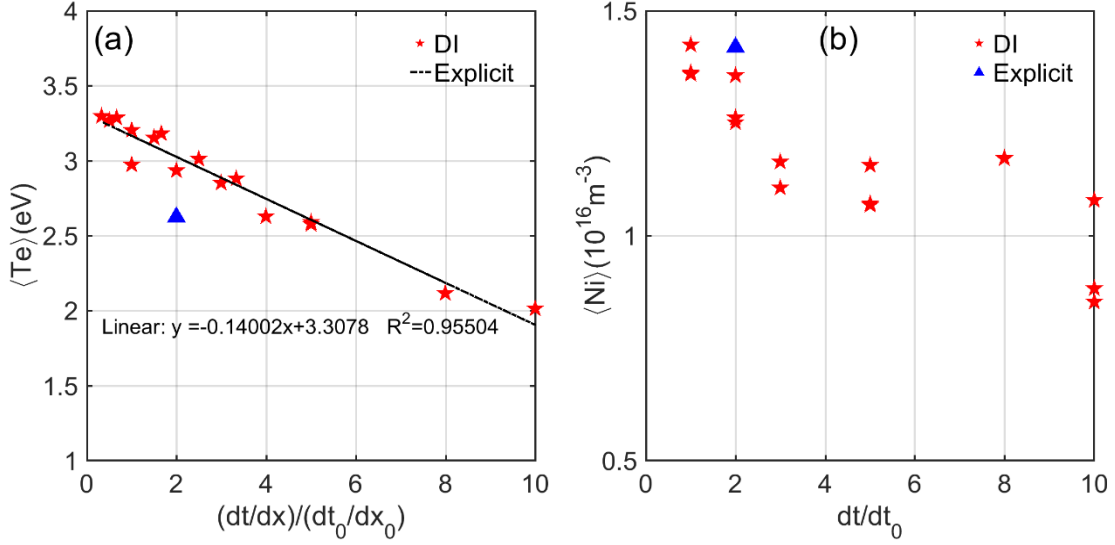 (a)
DI
Explicit
4
3.5
3
2.5
2
1.5
1
⟨Te⟩(eV)
Linear: y =-0.14002x+3.3078 R²=0.95504
0 2 4 6 8 10
(dt/dx)/(dt₀/dx₀)
(b)
DI
Explicit
1.5
1
0.5
⟨Ni⟩(10¹⁶m⁻³)
0 2 4 6 8 10
dt/dt₀